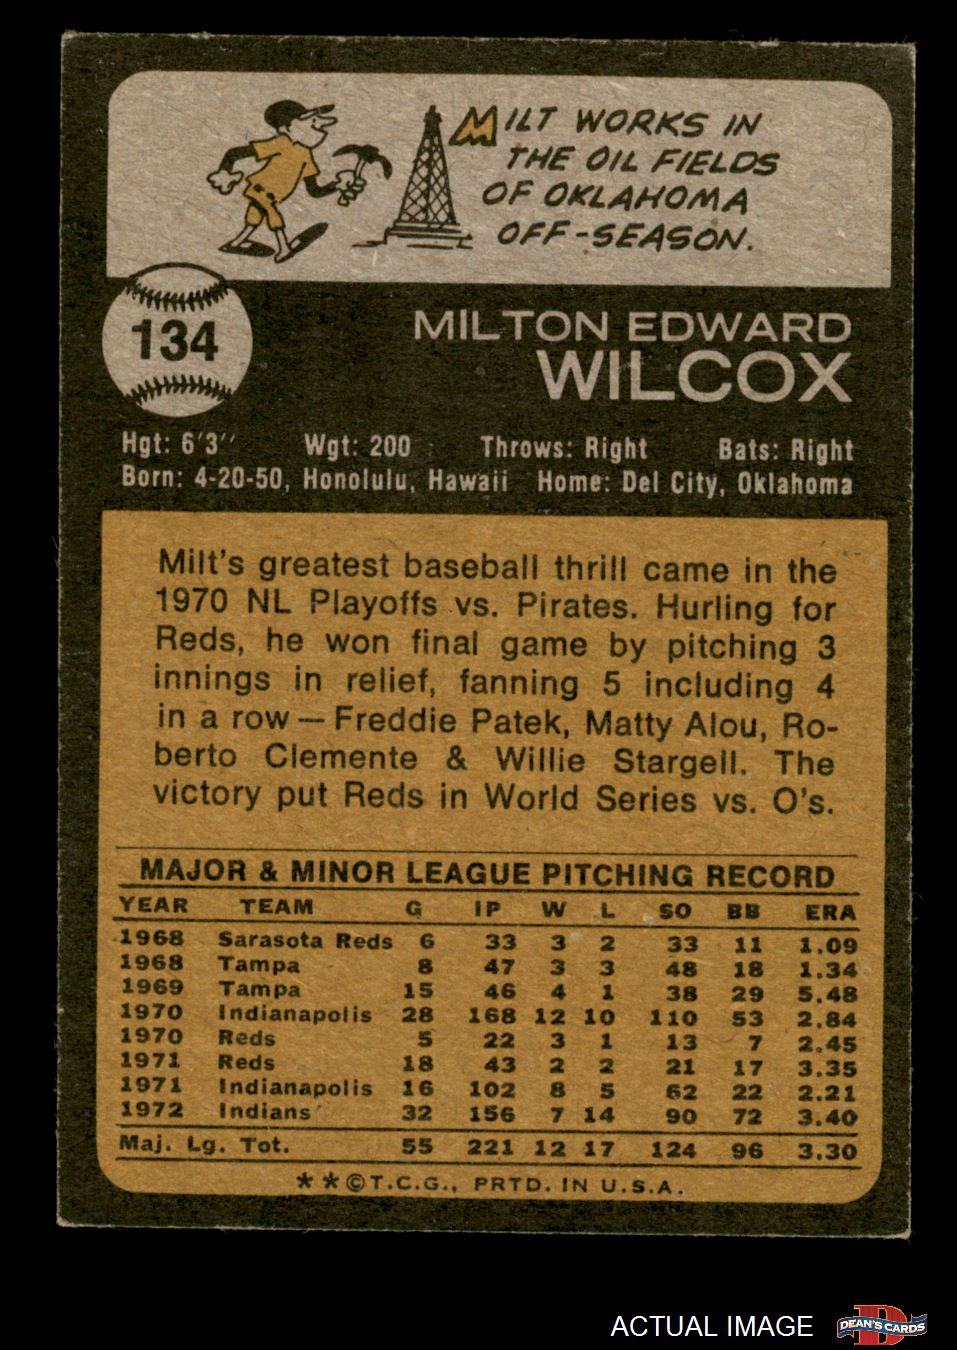 MILT WORKS IN
THE OIL FIELDS
OF OKLAHOMA
OFF-SEASON.
134
MILTON EDWARD
WILCOX
Hgt: 6'3'' Wgt: 200 Throws: Right Bats: Right
Born: 4-20-50, Honolulu, Hawaii Home: Del City, Oklahoma
Milt's greatest baseball thrill came in the
1970 NL Playoffs vs. Pirates. Hurling for
Reds, he won final game by pitching 3
innings in relief, fanning 5 including 4
in a row — Freddie Patek, Matty Alou, Ro-
berto Clemente & Willie Stargell. The
victory put Reds in World Series vs. O's.
MAJOR & MINOR LEAGUE PITCHING RECORD
YEAR TEAM G IP W L SO BB ERA
1968 Sarasota Reds 6 33 3 2 33 11 1.09
1968 Tampa 8 47 3 3 48 18 1.34
1969 Tampa 15 46 4 1 38 29 5.48
1970 Indianapolis 28 168 12 10 110 53 2.84
1970 Reds 5 22 3 1 13 7 2.45
1971 Reds 18 43 2 2 21 17 3.35
1971 Indianapolis 16 102 8 5 62 22 2.21
1972 Indians 32 156 7 14 90 72 3.40
Maj. Lg. Tot. 55 221 12 17 124 96 3.30
**©T.C.G., PRTD. IN U.S.A.
ACTUAL IMAGE
D
DEAN'S CARDS